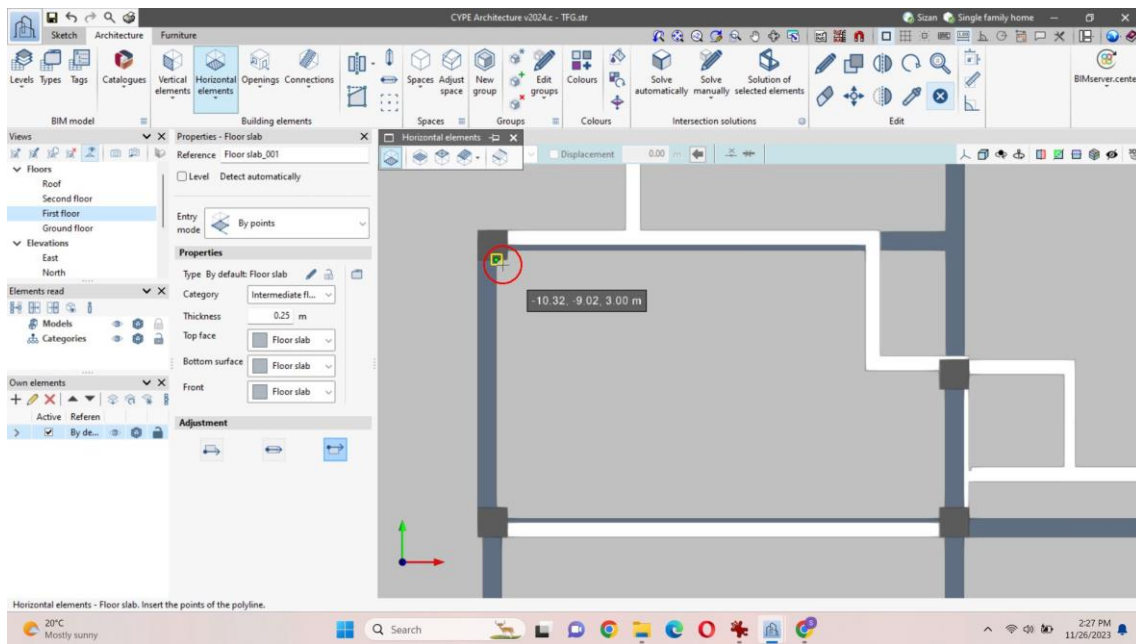 CYPE Architecture v2024.c - TFG.str
Sizan
Single family home
Sketch
Architecture
Furniture
Levels
Types
Tags
Catalogues
Vertical elements
Horizontal elements
Openings
Connections
Spaces
Adjust space
New group
Edit groups
Colours
Solve automatically
Solve manually
Solution of selected elements
BIMserver.cente
BIM model
Building elements
Spaces
Groups
Colours
Intersection solutions
Edit
Views
Floors
Roof
Second floor
First floor
Ground floor
Elevations
East
North
Elements read
Models
Categories
Own elements
Active Referen
By de...
Properties - Floor slab
Reference Floor slab_001
Level Detect automatically
Entry mode By points
Properties
Type By default: Floor slab
Category Intermediate fl...
Thickness 0.25 m
Top face Floor slab
Bottom surface Floor slab
Front Floor slab
Adjustment
Horizontal elements
Displacement 0.00 m
-10.32, -9.02, 3.00 m
Horizontal elements - Floor slab. Insert the points of the polyline.
20°C
Mostly sunny
Search
2:27 PM
11/26/2023